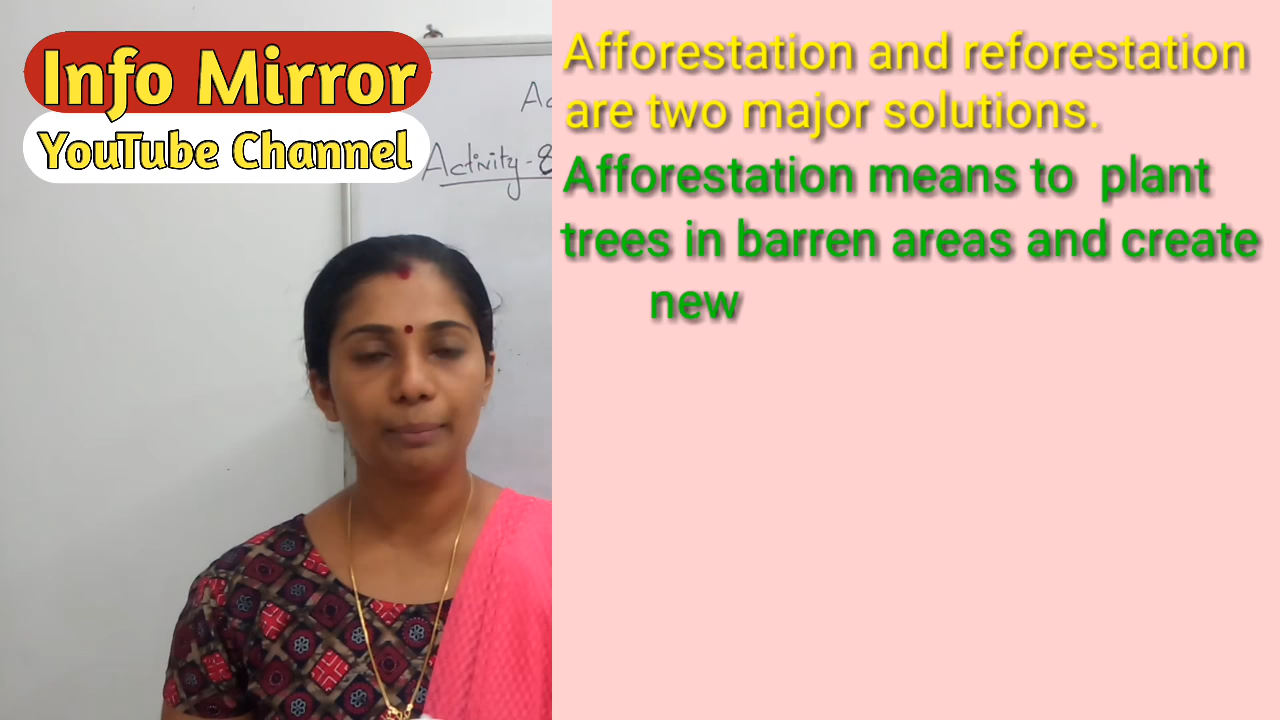 Info Mirror
YouTube Channel
Activity-8
Afforestation and reforestation
are two major solutions.
Afforestation means to plant
trees in barren areas and create
new